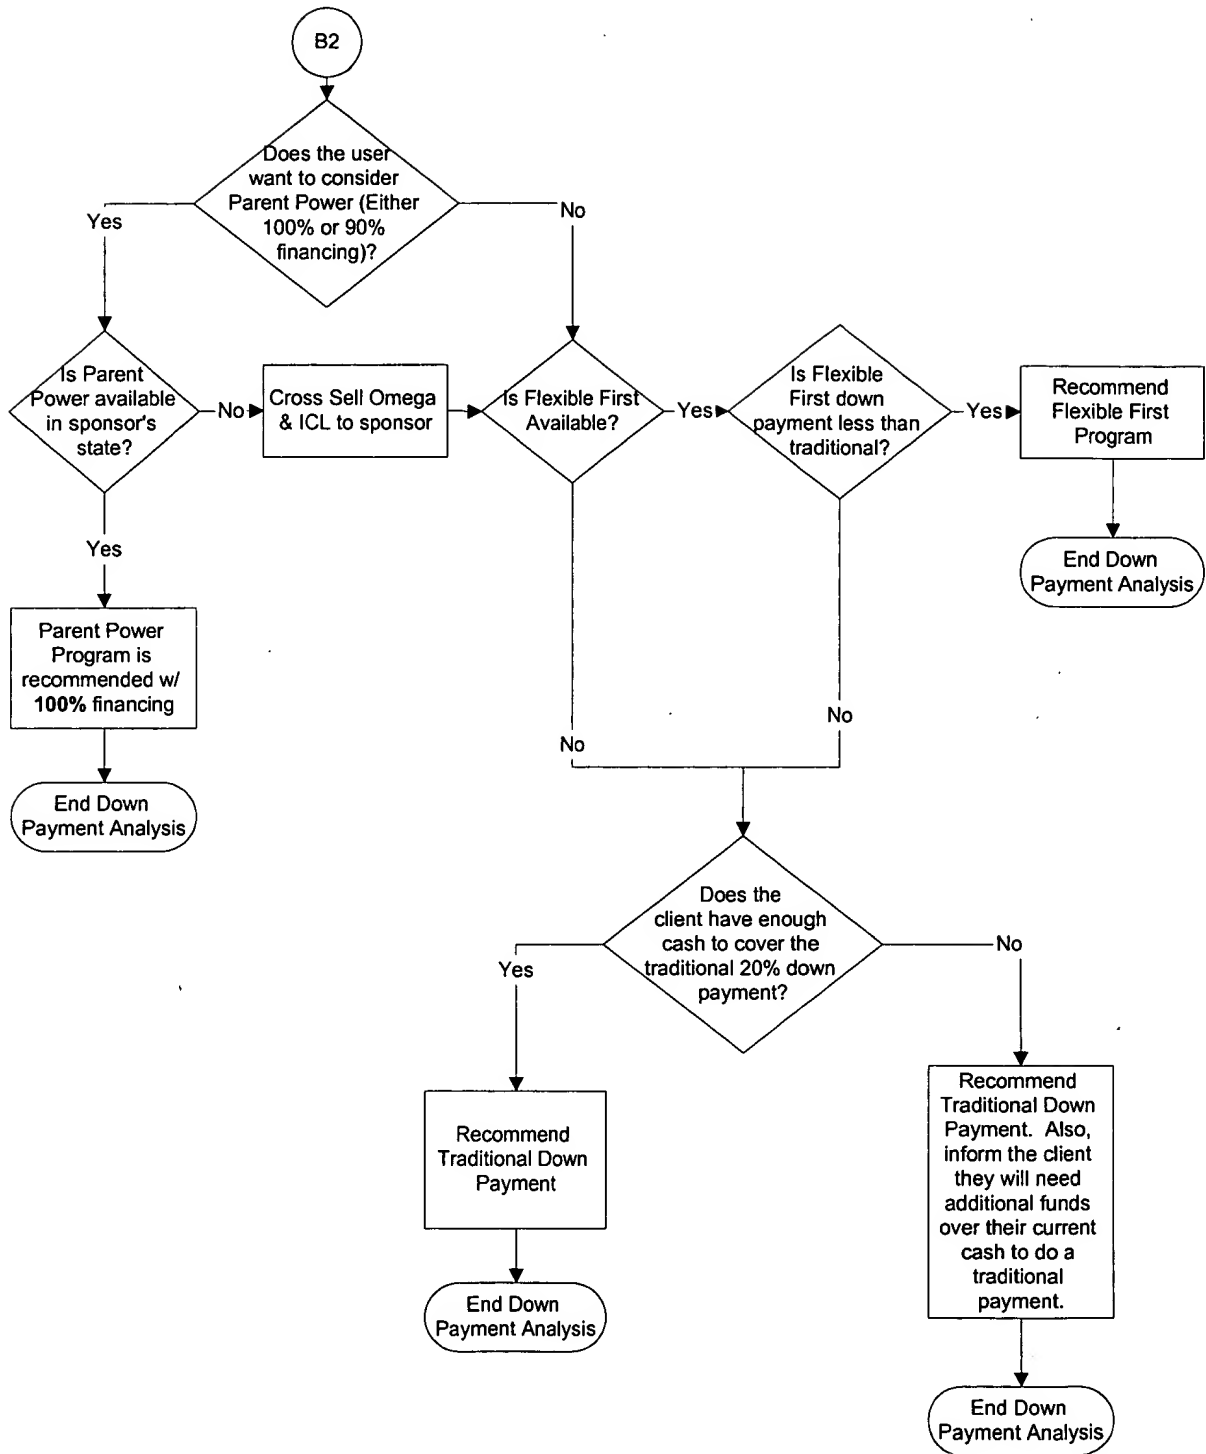 B2
Does the user
want to consider
Parent Power (Either
100% or 90%
financing)?
Yes
No
Is Parent
Power available
in sponsor's
state?
No
Cross Sell Omega
& ICL to sponsor
Is Flexible First
Available?
Yes
Is Flexible
First down
payment less than
traditional?
Yes
Recommend
Flexible First
Program
End Down
Payment Analysis
Yes
Parent Power
Program is
recommended w/
100% financing
End Down
Payment Analysis
No
No
Does the
client have enough
cash to cover the
traditional 20% down
payment?
Yes
No
Recommend
Traditional Down
Payment
End Down
Payment Analysis
Recommend
Traditional Down
Payment. Also,
inform the client
they will need
additional funds
over their current
cash to do a
traditional
payment.
End Down
Payment Analysis